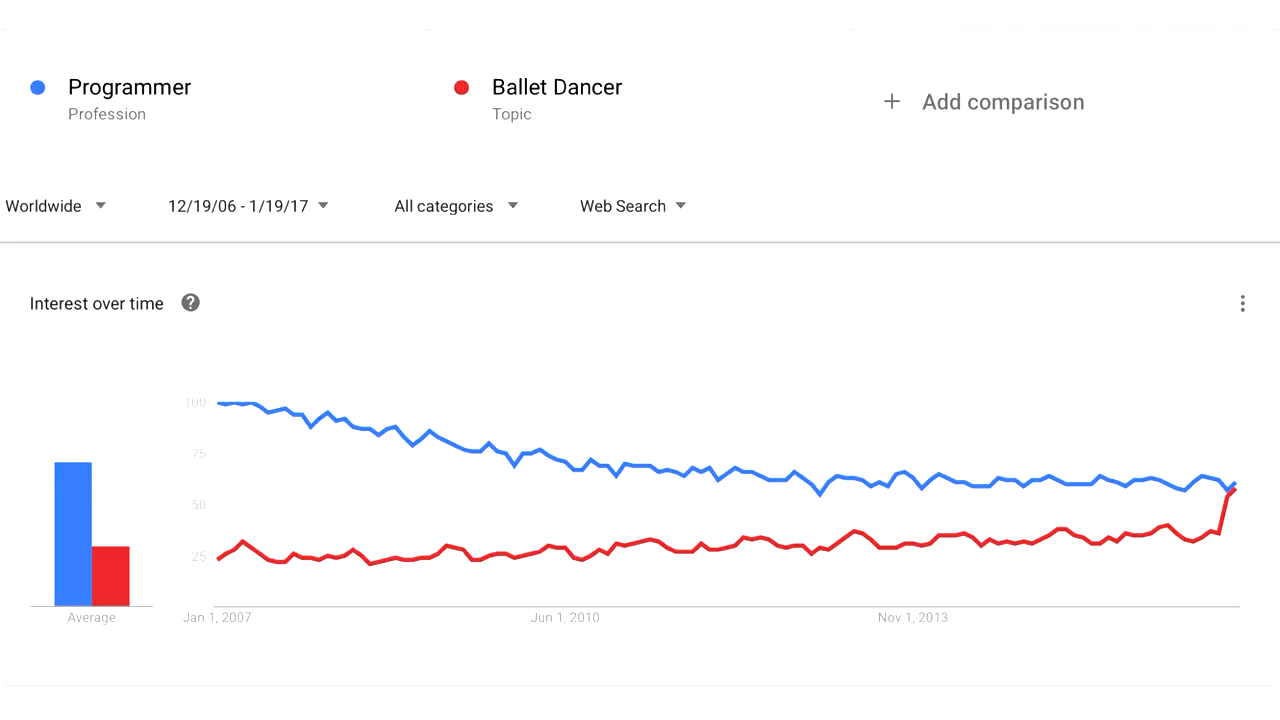 Programmer
Profession
Ballet Dancer
Topic
+ Add comparison
Worldwide
12/19/06 - 1/19/17
All categories
Web Search
Interest over time
?
100
75
50
25
Average
Jan 1, 2007
Jun 1, 2010
Nov 1, 2013